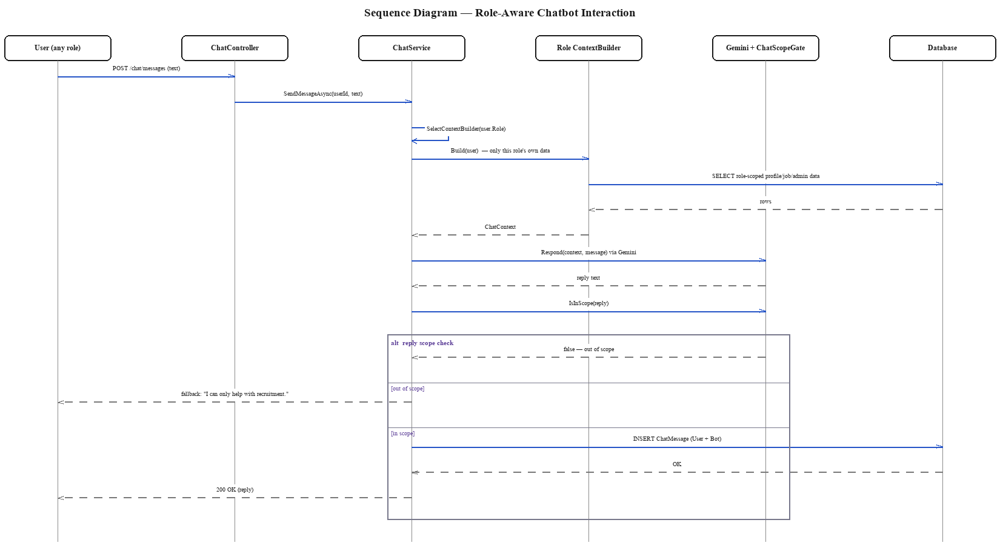 Sequence Diagram — Role-Aware Chatbot Interaction
User (any role)
ChatController
ChatService
Role ContextBuilder
Gemini + ChatScopeGate
Database
POST /chat/messages (text)
SendMessageAsync(userId, text)
SelectContextBuilder(user.Role)
Build(user) — only this role's own data
SELECT role-scoped profile/job/admin data
rows
ChatContext
Respond(context, message) via Gemini
reply text
IsInScope(reply)
alt reply scope check
false — out of scope
[out of scope]
fallback: "I can only help with recruitment."
[in scope]
INSERT ChatMessage (User + Bot)
OK
200 OK (reply)